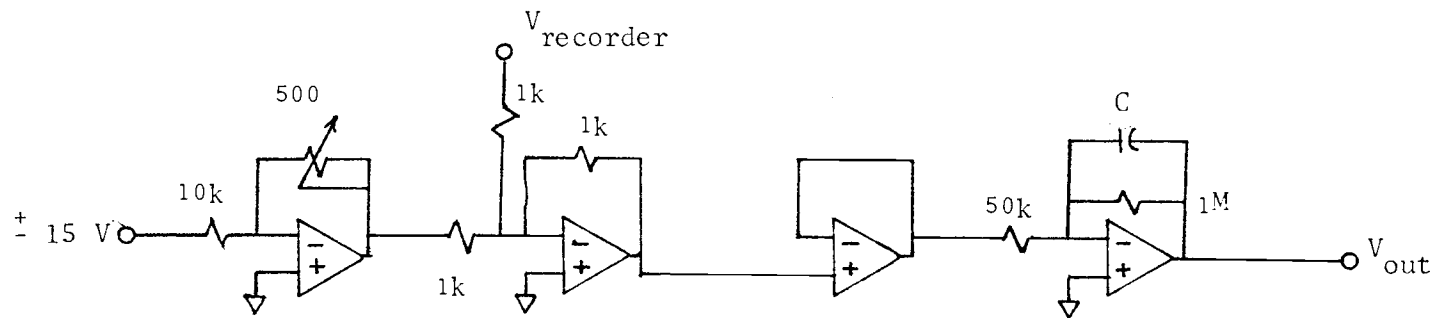 V recorder
500
1k
1k
C
10k
50k
1M
± 15 V
1k
V out
- + - + - + - +